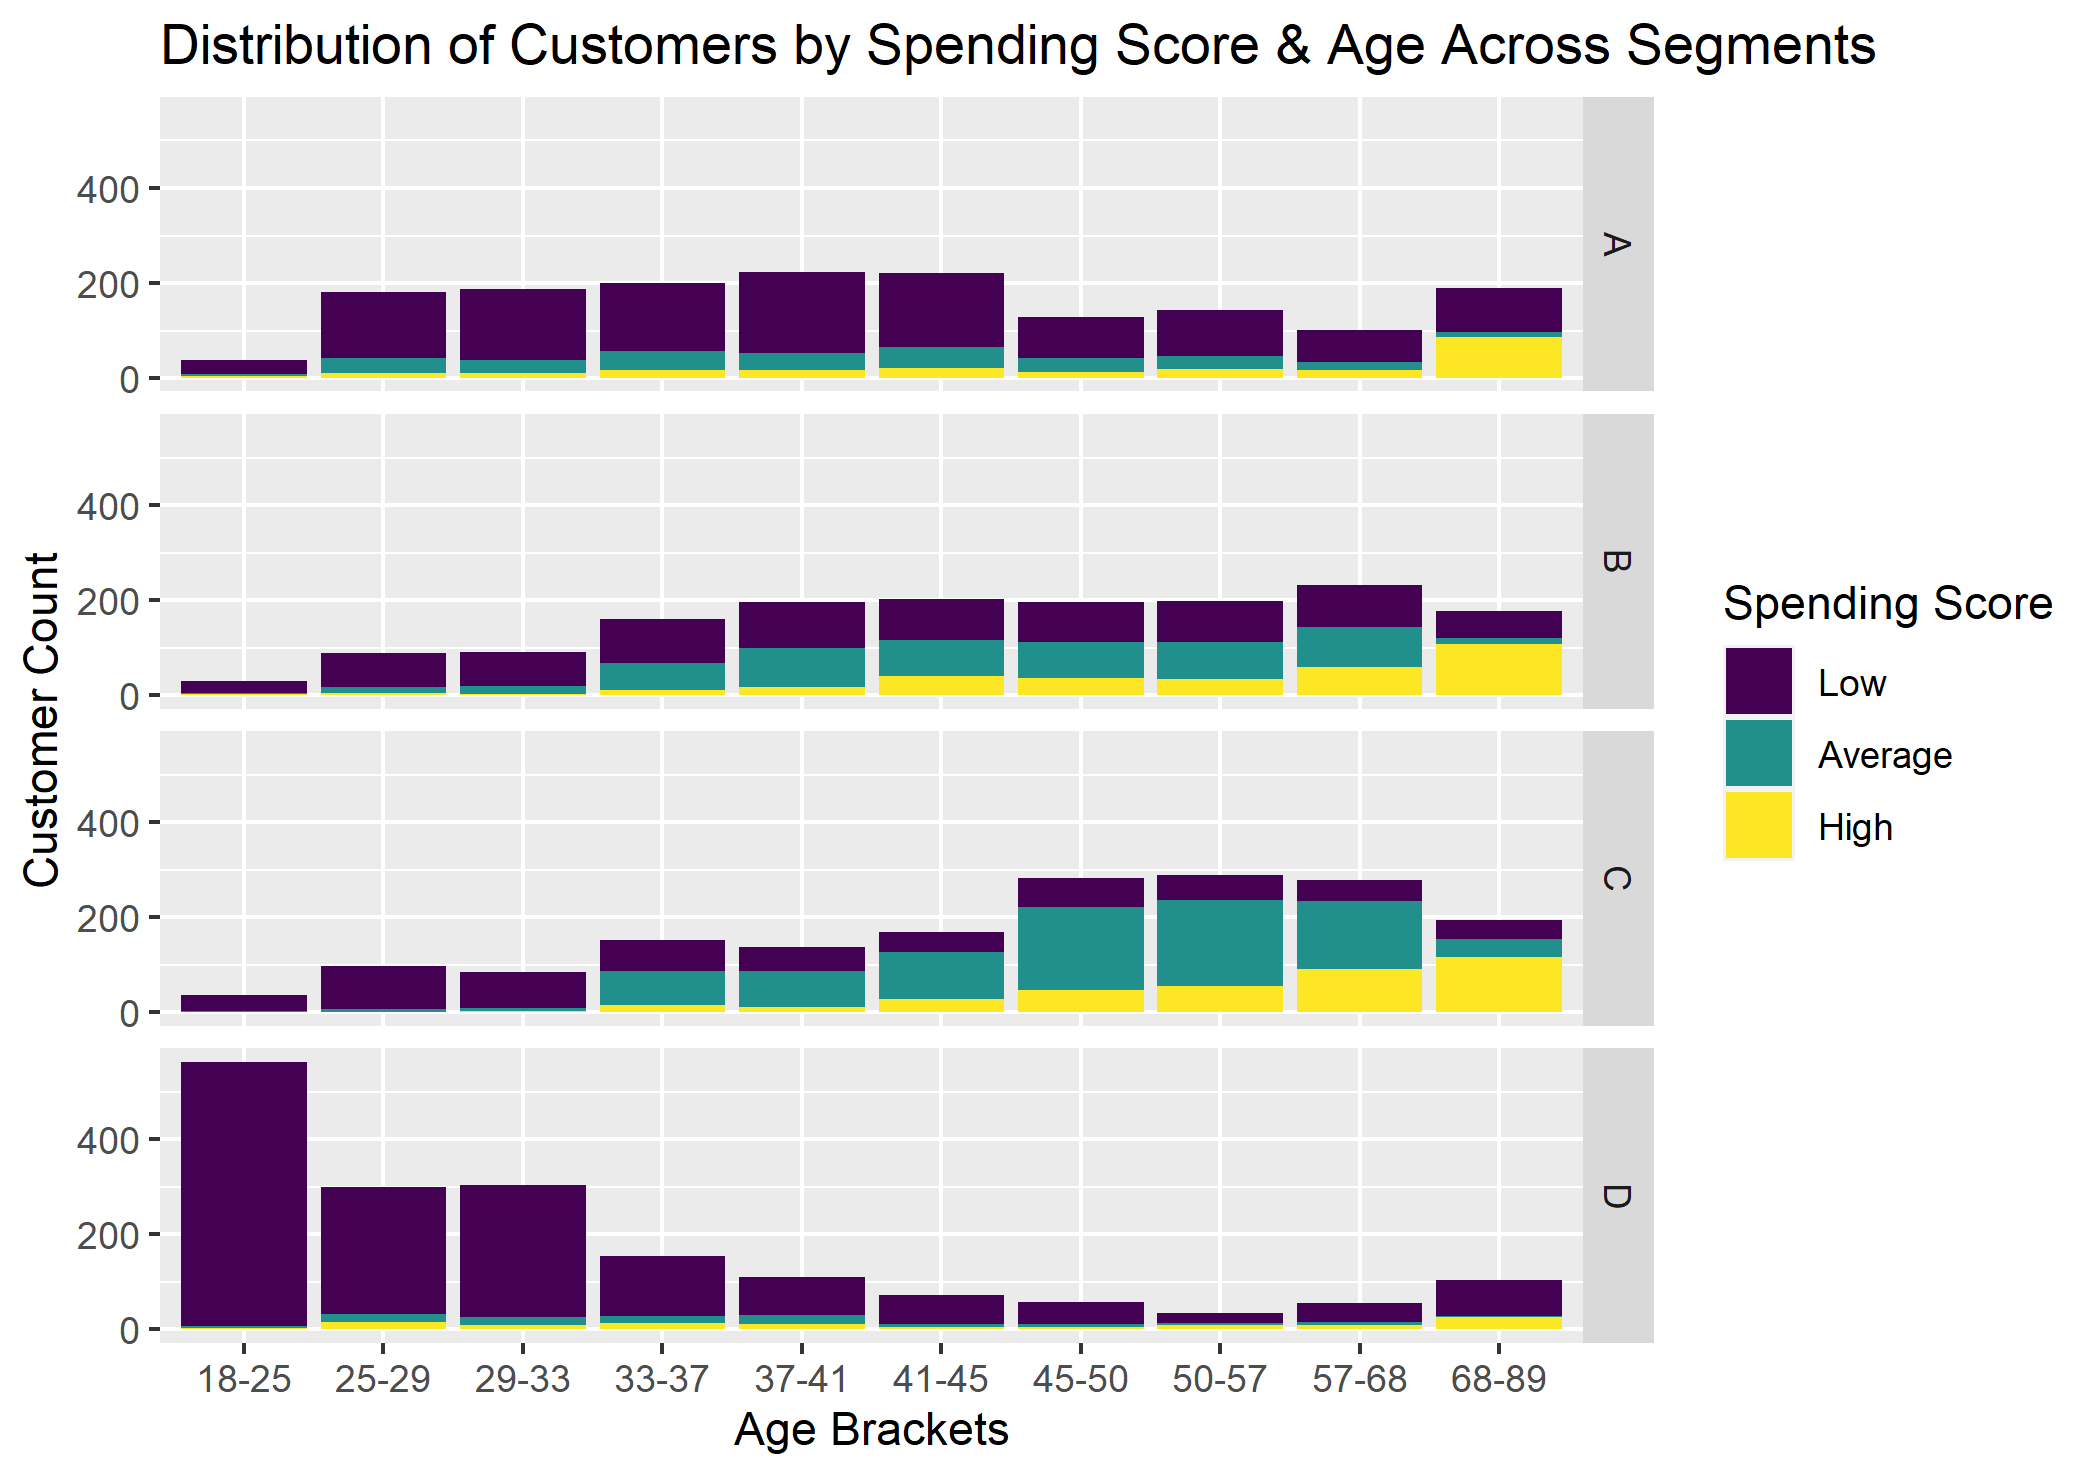 Distribution of Customers by Spending Score & Age Across Segments
Customer Count
400
200
0
A
400
200
0
B
400
200
0
C
400
200
0
D
18-25 25-29 29-33 33-37 37-41 41-45 45-50 50-57 57-68 68-89
Age Brackets
Spending Score
Low
Average
High